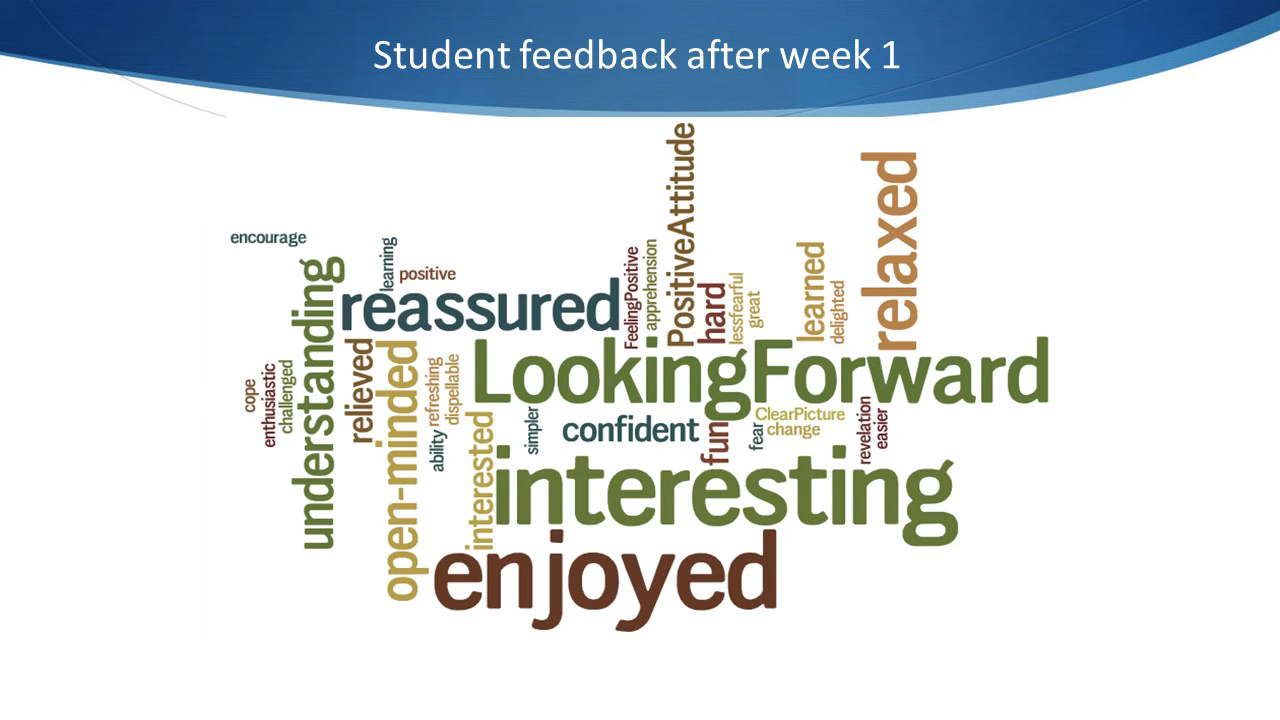 Student feedback after week 1
encourage
learning
positive
understanding
reassured
FeelingPositive
apprehension
PositiveAttitude
hard
lessfearful
great
learned
delighted
relaxed
cope
enthusiastic
challenged
relieved
open-minded
refreshing
dispellable
ability
LookingForward
interested
simpler
confident
fun
fear
ClearPicture
change
revelation
easier
interesting
enjoyed